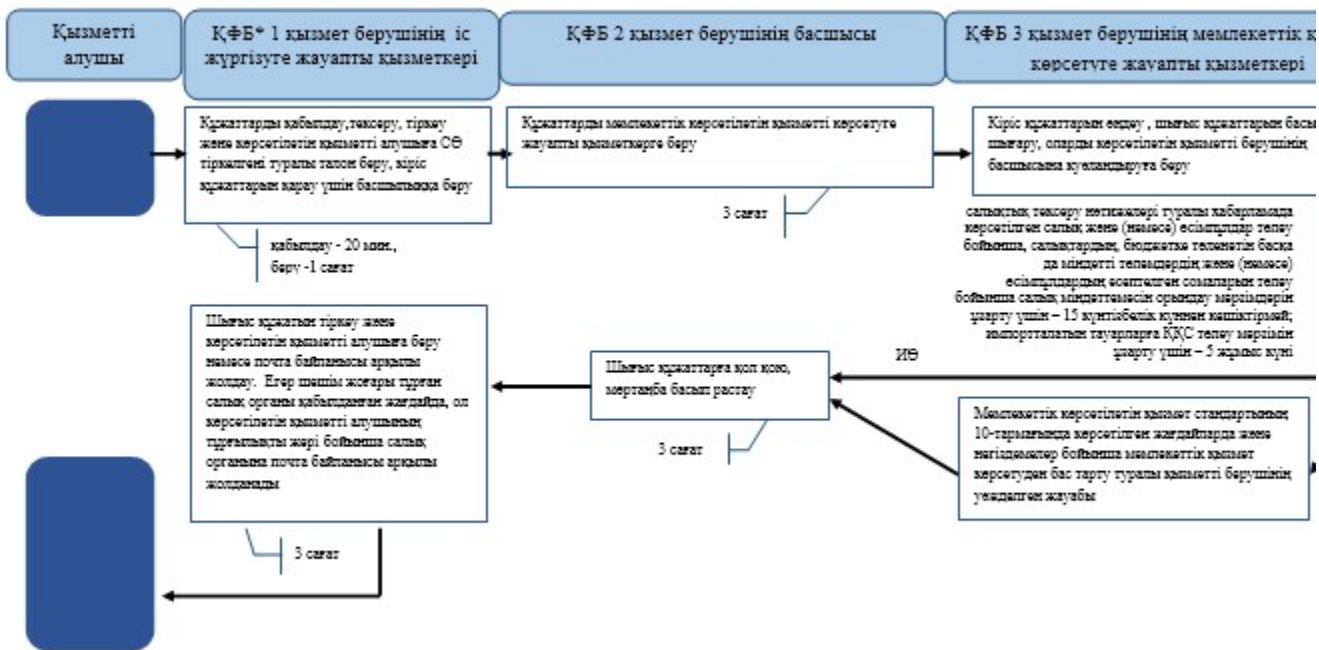 Қызметті
алушы
ҚФБ* 1 қызмет берушінің іс
жүргізуге жауапты қызметкері
ҚФБ 2 қызмет берушінің басшысы
ҚФБ 3 қызмет берушінің мемлекеттік қ
көрсетуге жауапты қызметкері
Құжаттарды қабылдау,тексеру, тіркеу
және көрсетілетін қызметті алушыға СӨ
тіркелгені туралы талон беру, кіріс
құжаттарын қарау үшін басшылыққа беру
қабылдау - 20 мин.,
беру -1 сағат
Құжаттарды мемлекеттік көрсетілетін қызметті көрсетуге
жауапты қызметкерге беру
3 сағат
Кіріс құжаттарын өңдеу , шығыс құжаттарын басы
шығару, оларды көрсетілетін қызметті берушінің
басшысына куәландыруға беру
салықтық тексеру нәтижелері туралы хабарламада
көрсетілген салық және (немесе) өсімпұлдар төлеу
бойынша, салықтардың, бюджетке төленетін басқа
да міндетті төлемдердің және (немесе)
өсімпұлдардың есептелген сомаларын төлеу
бойынша салық міндеттемесін орындау мерзімдерін
ұзарту үшін – 15 күнтізбелік күннен кешіктірмей;
импортталатын тауарларға ҚҚС төлеу мерзімін
ұзарту үшін – 5 жұмыс күні
ИӨ
Шығыс құжатын тіркеу және
көрсетілетін қызметті алушыға беру
немесе почта байланысы арқылы
жолдау. Егер шешім жоғары тұрған
салық органы қабылданған жағдайда, ол
көрсетілетін қызметті алушының
тұрғылықты жері бойынша салық
органына почта байланысы арқылы
жолданады
3 сағат
Шығыс құжаттарға қол қою,
мөртаңба басып растау
3 сағат
Мемлекеттік көрсетілетін қызмет стандартының
10-тармағында көрсетілген жағдайларда және
негіздемелер бойынша мемлекеттік қызмет
көрсетуден бас тарту туралы қызметті берушінің
уәжделген жауабы